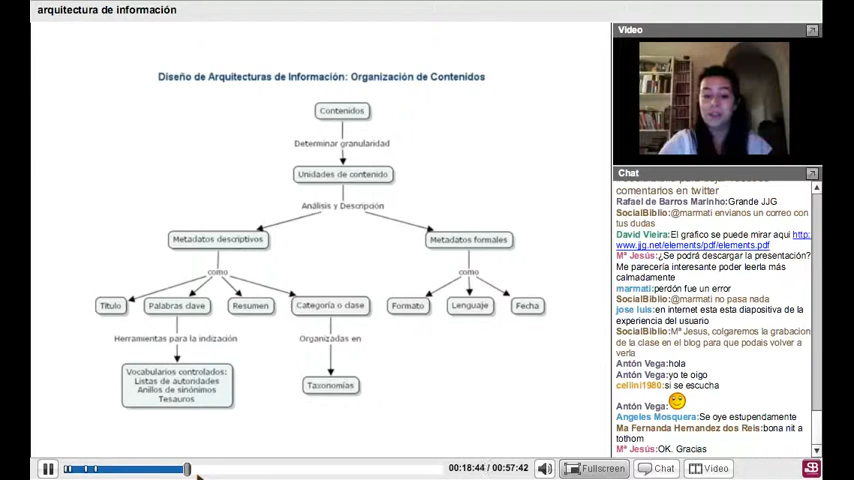 arquitectura de información
Diseño de Arquitecturas de Información: Organización de Contenidos
Contenidos
Determinar granularidad
Unidades de contenido
Análisis y Descripción
Metadatos descriptivos
Metadatos formales
como
como
Título
Palabras clave
Resumen
Categoría o clase
Formato
Lenguaje
Fecha
Herramientas para la indización
Organizadas en
Vocabularios controlados:
Listas de autoridades
Anillos de sinónimos
Tesauros
Taxonomías
Video
Chat
comentarios en twitter
Rafael de Barros Marinho:Grande JJG
SocialBiblio:@marmati envianos un correo con
tus dudas
David Vieira:El grafico se puede mirar aqui http:
www.jjg.net/elements/pdf/elements.pdf
Mª Jesús:¿Se podrá descargar la presentación?
Me parecería interesante poder leerla más
calmadamente
marmati:perdón fue un error
SocialBiblio:@marmati no pasa nada
jose luis:en internet esta esta diapositiva de la
experiencia del usuario
SocialBiblio:Mª Jesus, colgaremos la grabacion
de la clase en el blog para que podais volver a
verla
Antón Vega:hola
Antón Vega:yo te oigo
cellini1980:si se escucha
Antón Vega:
Angeles Mosquera:Se oye estupendamente
Ma Fernanda Hernandez dos Reis:bona nit a
tothom
Mª Jesús:OK. Gracias
00:18:44 / 00:57:42
Fullscreen
Chat
Video
SB